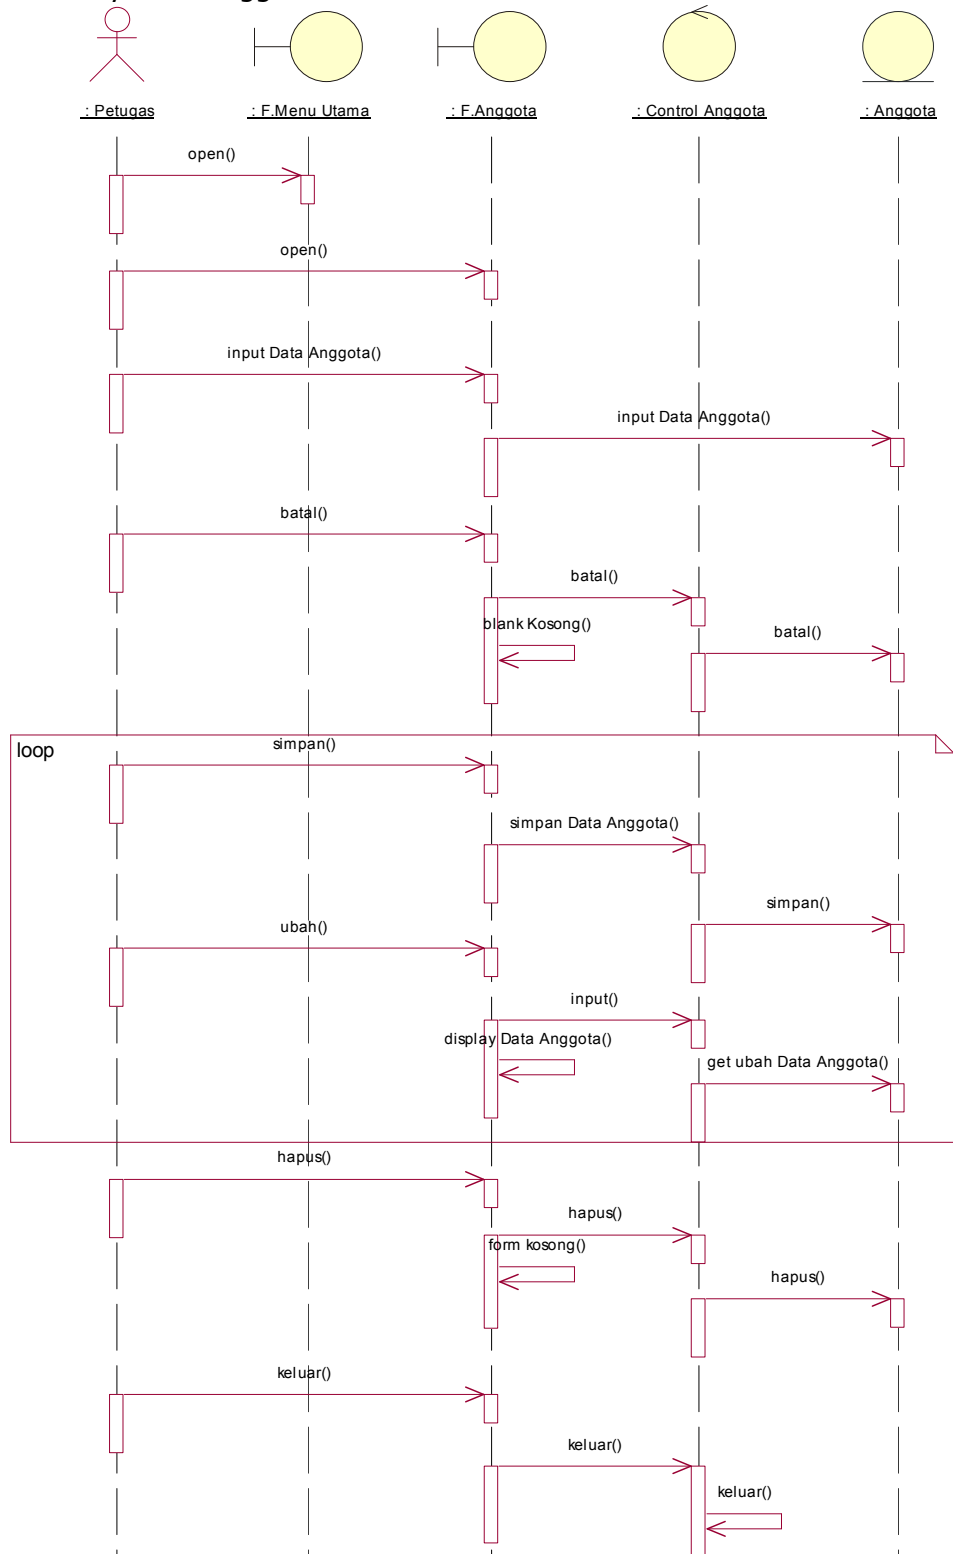 : Petugas
: F.Menu Utama
: F.Anggota
: Control Anggota
: Anggota
open()
open()
input Data Anggota()
input Data Anggota()
batal()
batal()
blank Kosong()
batal()
loop
simpan()
simpan Data Anggota()
simpan()
ubah()
input()
display Data Anggota()
get ubah Data Anggota()
hapus()
hapus()
form kosong()
hapus()
keluar()
keluar()
keluar()